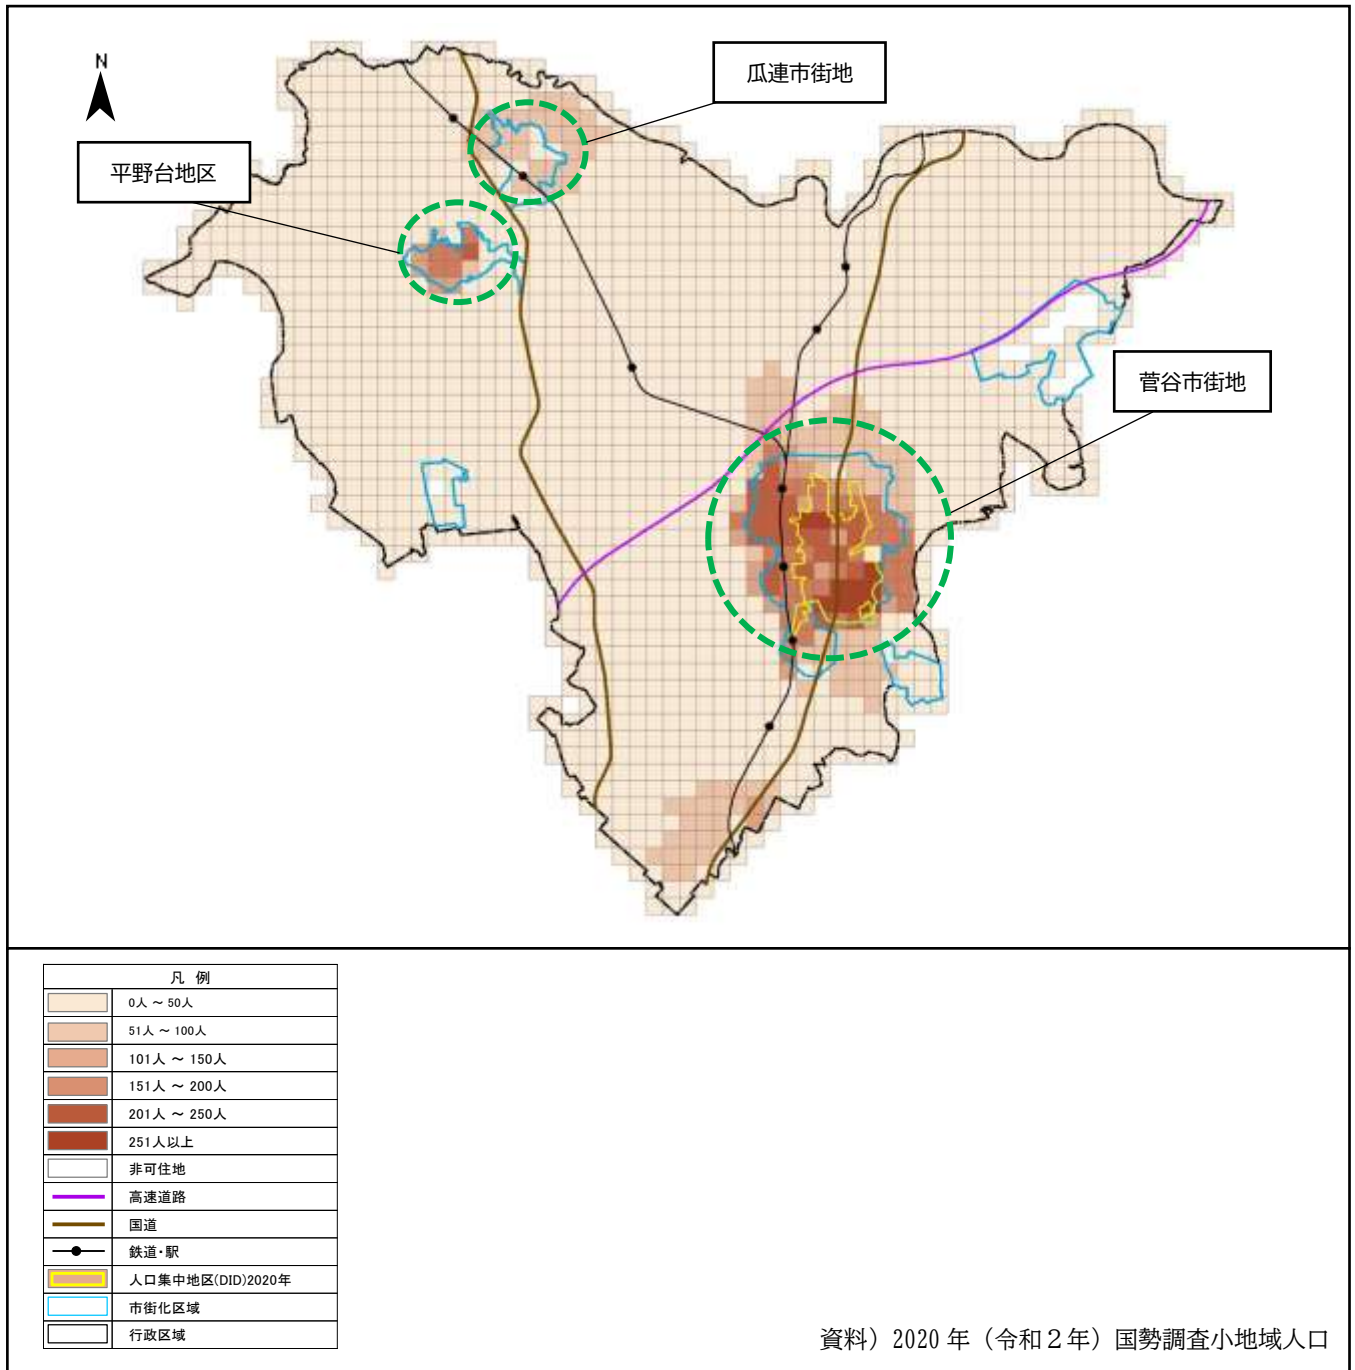 N
瓜連市街地
平野台地区
菅谷市街地
凡 例
0人 ~ 50人
51人 ~ 100人
101人 ~ 150人
151人 ~ 200人
201人 ~ 250人
251人以上
非可住地
高速道路
国道
鉄道・駅
人口集中地区(DID)2020年
市街化区域
行政区域
資料）2020 年（令和２年）国勢調査小地域人口